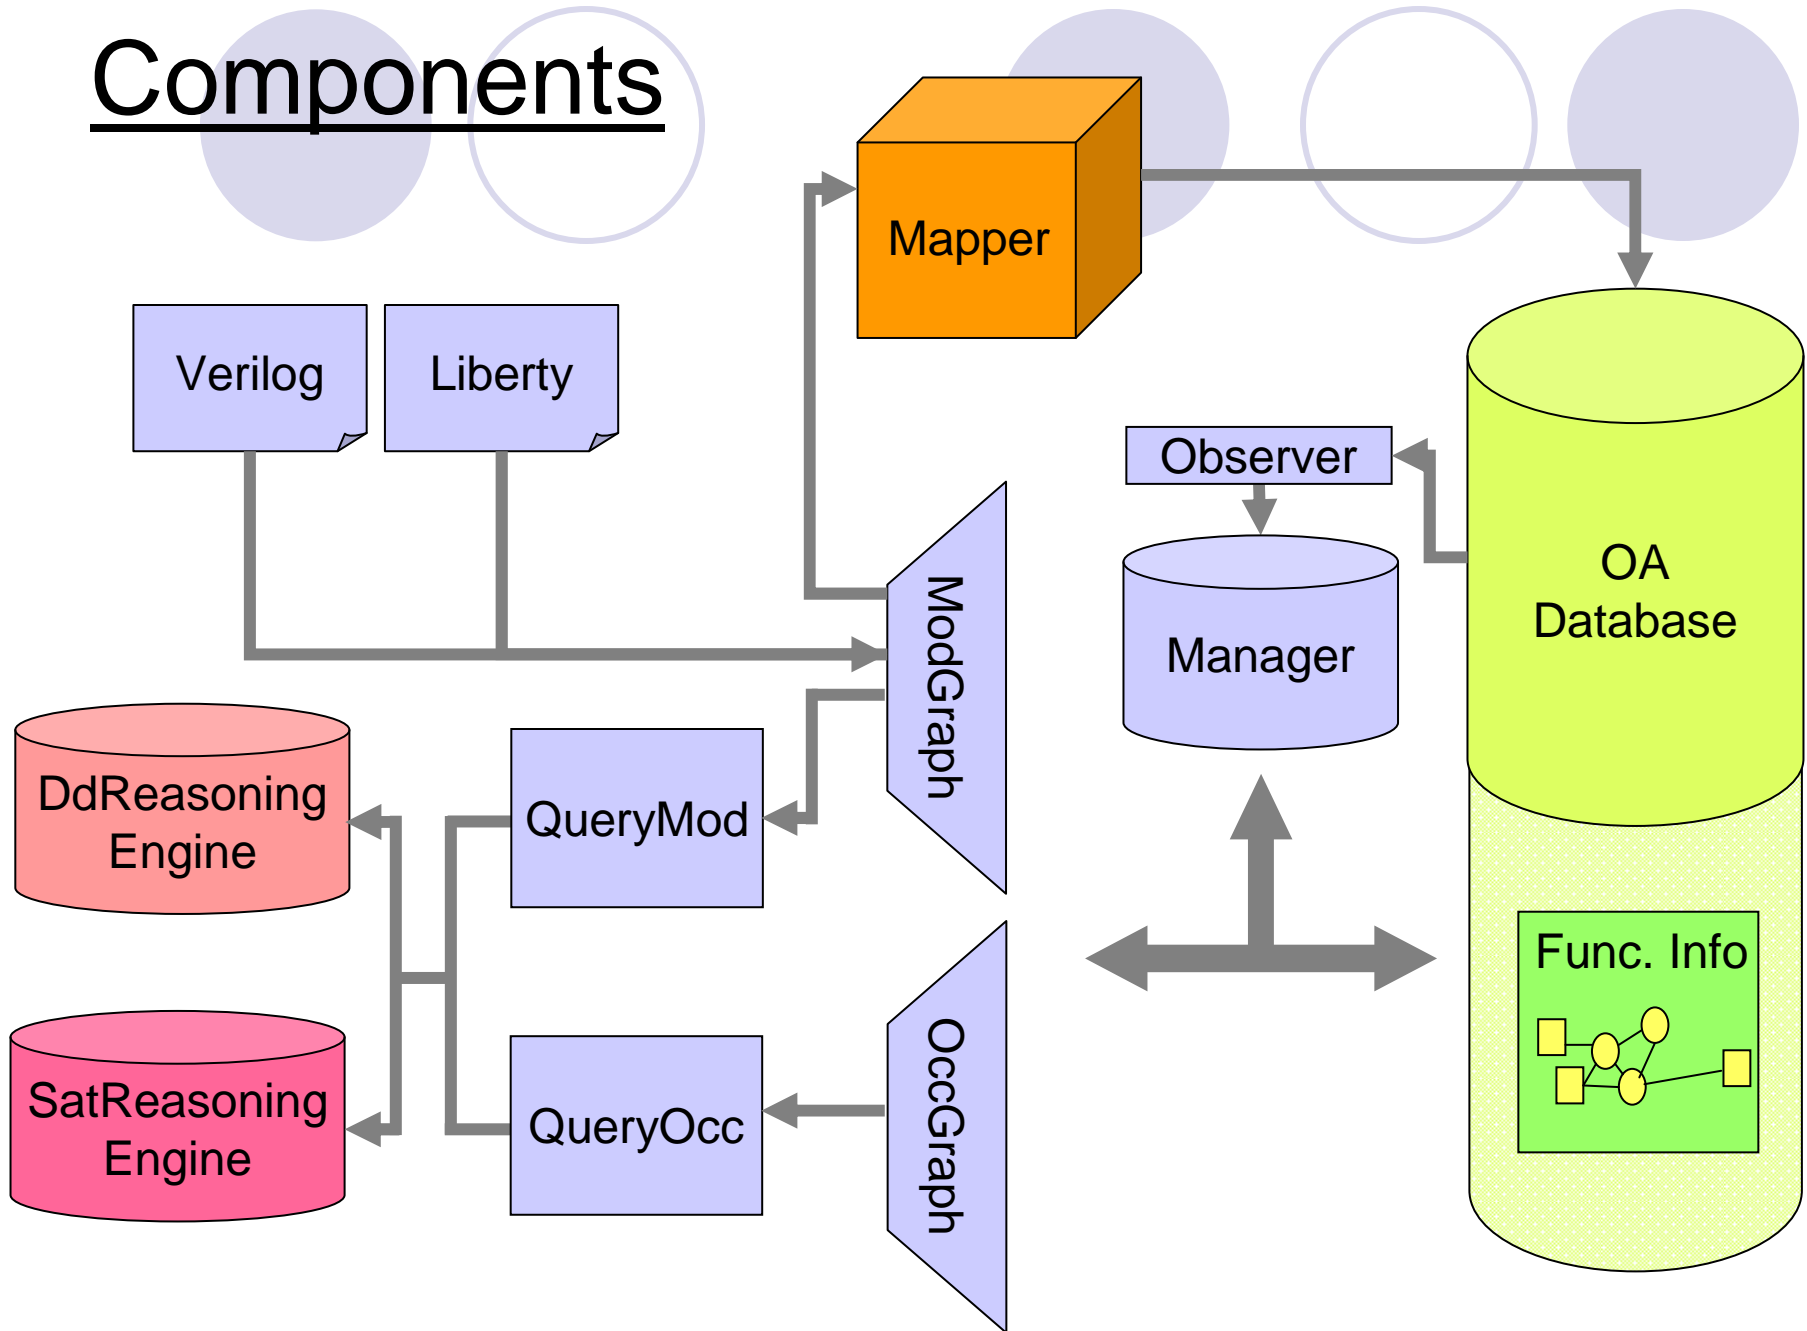 Components
Mapper
Verilog
Liberty
Observer
OA
Database
ModGraph
Manager
DdReasoning
Engine
QueryMod
Func. Info
SatReasoning
Engine
QueryOcc
OccGraph